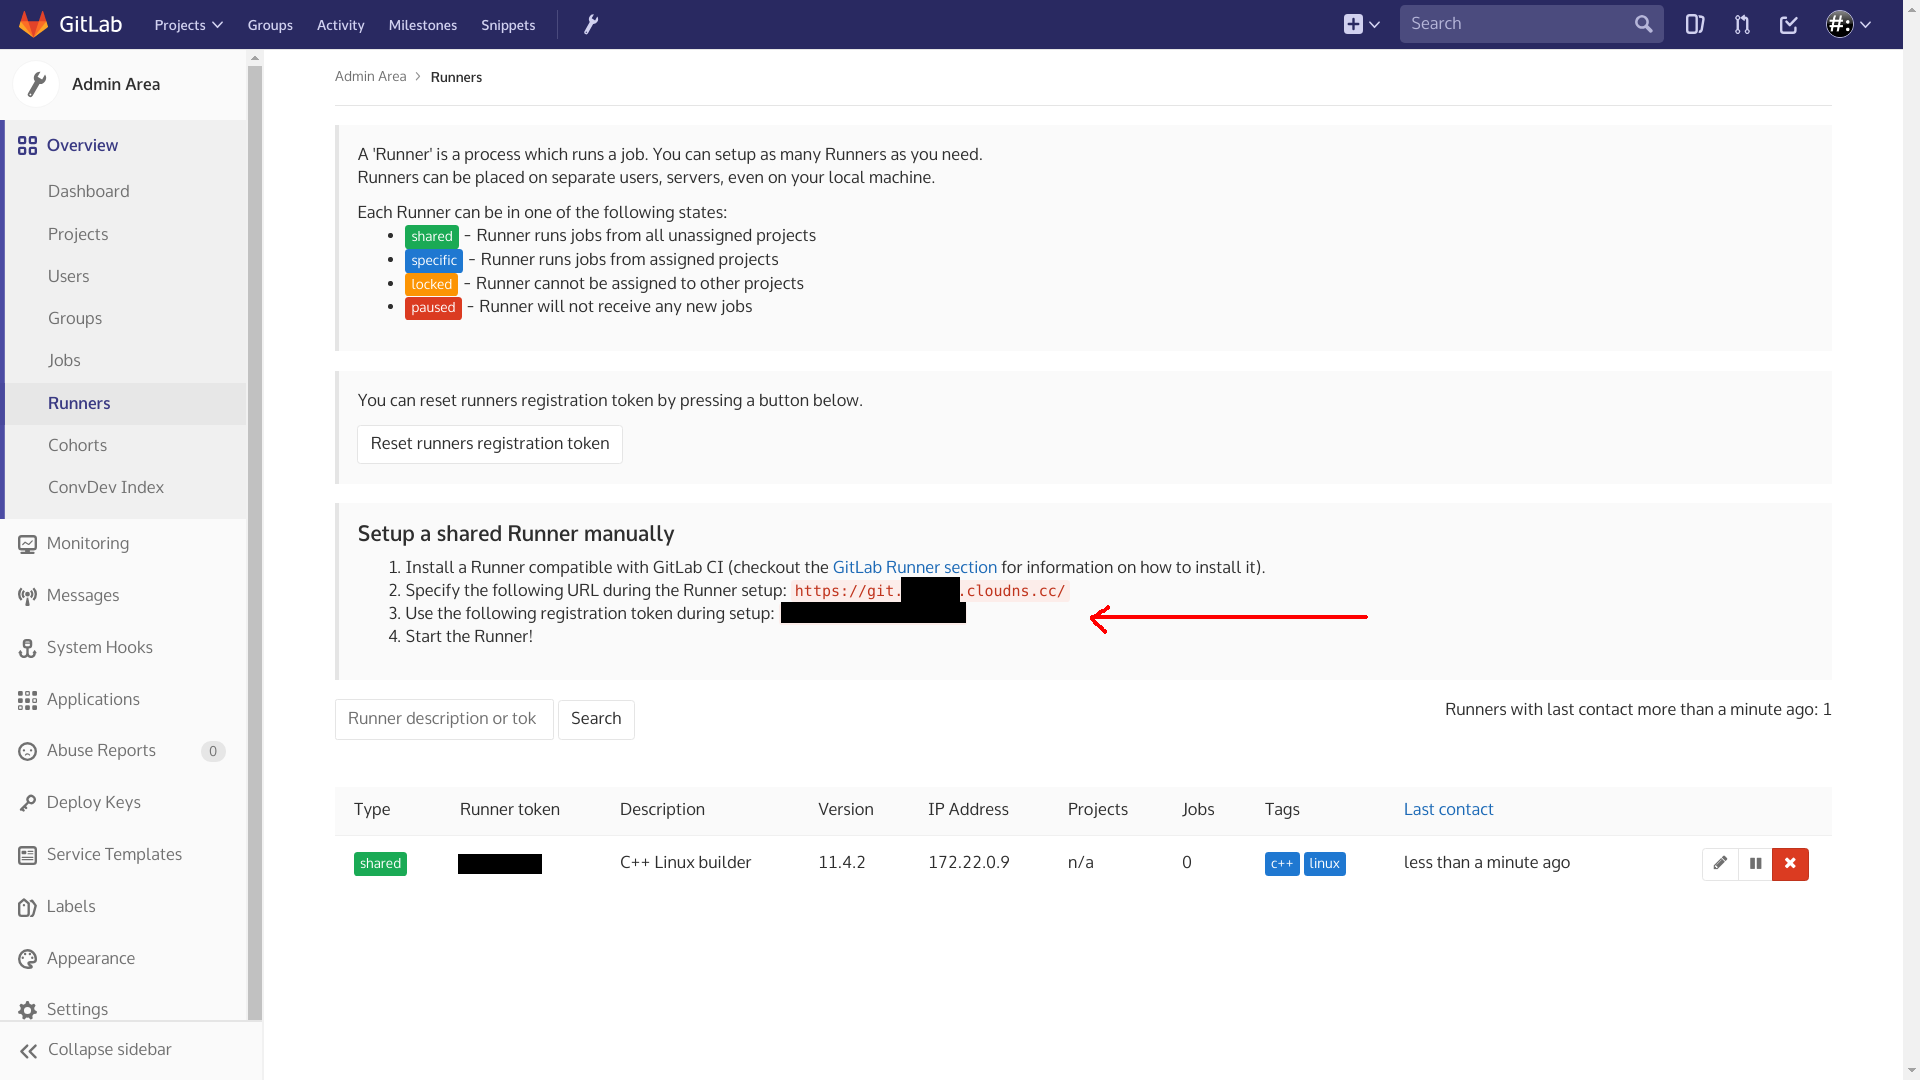 GitLab Projects Groups Activity Milestones Snippets Search
Admin Area
Overview
Dashboard
Projects
Users
Groups
Jobs
Runners
Cohorts
ConvDev Index
Monitoring
Messages
System Hooks
Applications
Abuse Reports 0
Deploy Keys
Service Templates
Labels
Appearance
Settings
Collapse sidebar
Admin Area > Runners
A 'Runner' is a process which runs a job. You can setup as many Runners as you need.
Runners can be placed on separate users, servers, even on your local machine.
Each Runner can be in one of the following states:
• shared - Runner runs jobs from all unassigned projects
• specific - Runner runs jobs from assigned projects
• locked - Runner cannot be assigned to other projects
• paused - Runner will not receive any new jobs
You can reset runners registration token by pressing a button below.
Reset runners registration token
Setup a shared Runner manually
1. Install a Runner compatible with GitLab CI (checkout the GitLab Runner section for information on how to install it).
2. Specify the following URL during the Runner setup: https://git. .cloudns.cc/
3. Use the following registration token during setup:
4. Start the Runner!
Runner description or tok Search
Runners with last contact more than a minute ago: 1
Type Runner token Description Version IP Address Projects Jobs Tags Last contact
shared C++ Linux builder 11.4.2 172.22.0.9 n/a 0 c++ linux less than a minute ago